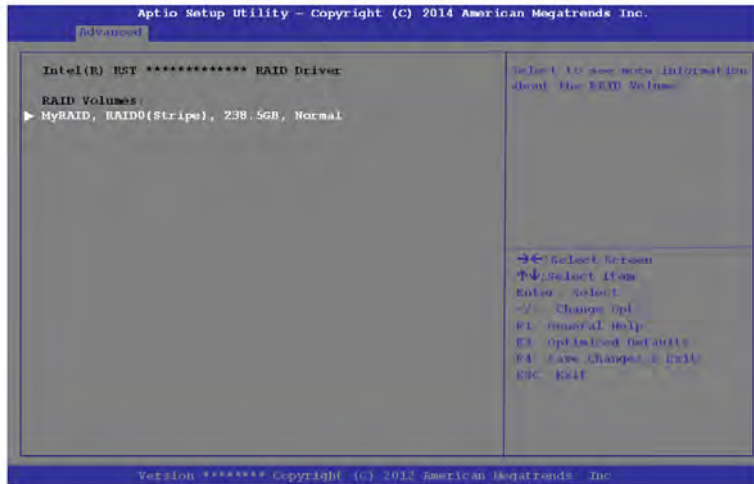 Aptio Setup Utility – Copyright (C) 2014 American Megatrends Inc.
Advanced
Intel(R) RST ************* RAID Driver
RAID Volumes:
MyRAID, RAID0(Stripe), 238.5GB, Normal
Select to see more information
about the RAID Volume
→←:Select Screen
↑↓:Select Item
Enter: Select
+/-: Change Opt.
F1: General Help
F3: Optimized Defaults
F4: Save Changes & Exit
ESC: Exit
Version ******** Copyright (C) 2012 American Megatrends Inc